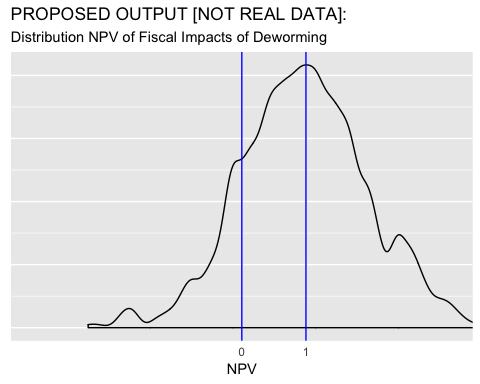 PROPOSED OUTPUT [NOT REAL DATA]:
Distribution NPV of Fiscal Impacts of Deworming
0 1
NPV